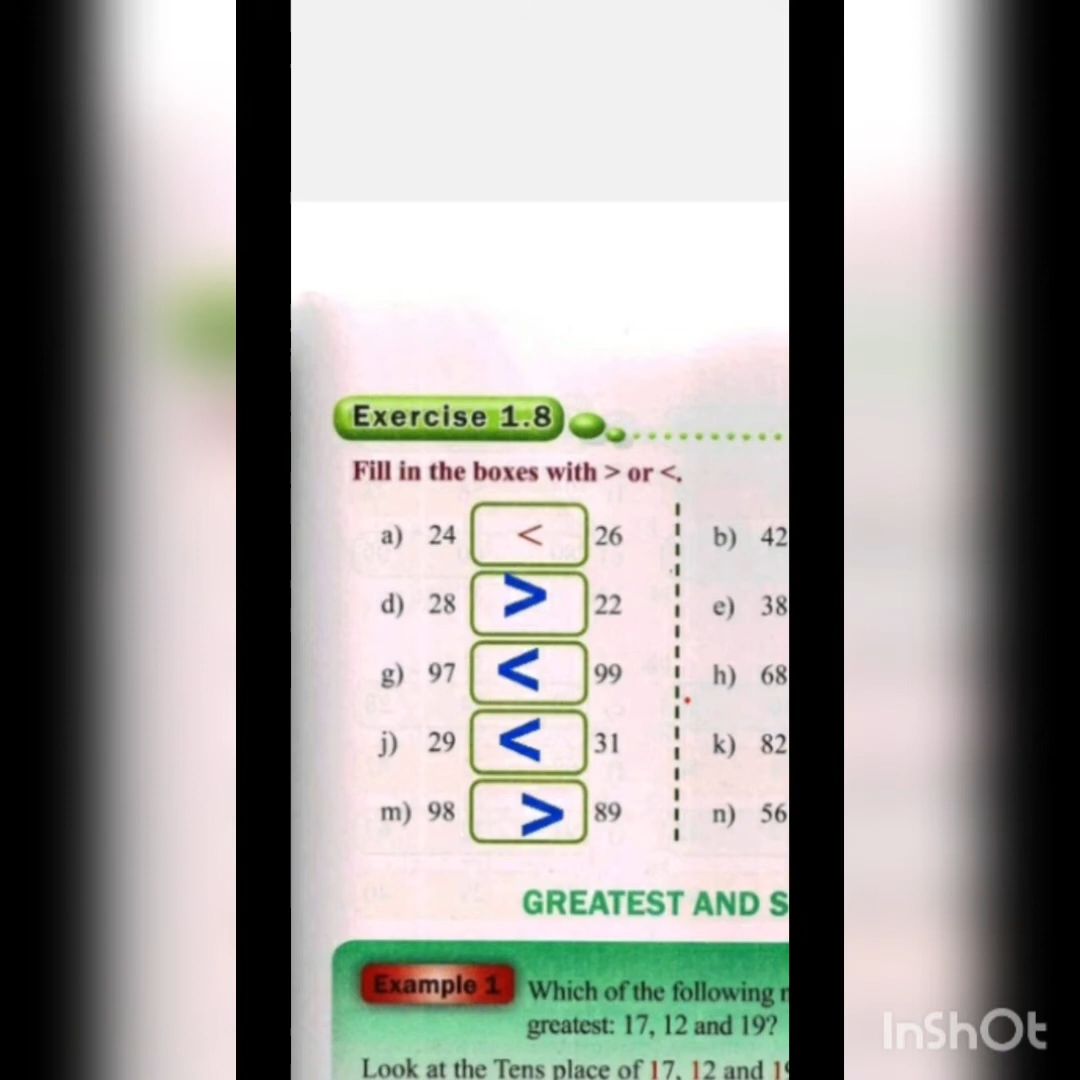 Exercise 1.8
Fill in the boxes with > or <.
a) 24 < 26 b) 42
d) 28 > 22 e) 38
g) 97 < 99 h) 68
j) 29 < 31 k) 82
m) 98 > 89 n) 56
GREATEST AND S
Example 1 Which of the following
greatest: 17, 12 and 19?
Look at the Tens place of 17, 12 and 19
InShOt